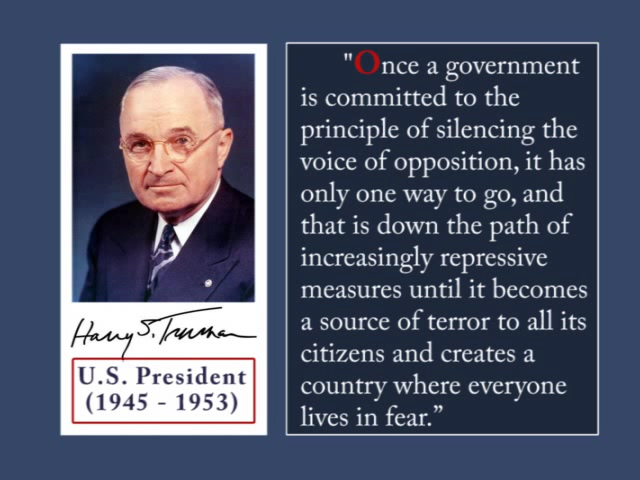 Harry S. Truman
U.S. President
(1945 - 1953)
"Once a government
is committed to the
principle of silencing the
voice of opposition, it has
only one way to go, and
that is down the path of
increasingly repressive
measures until it becomes
a source of terror to all its
citizens and creates a
country where everyone
lives in fear.”